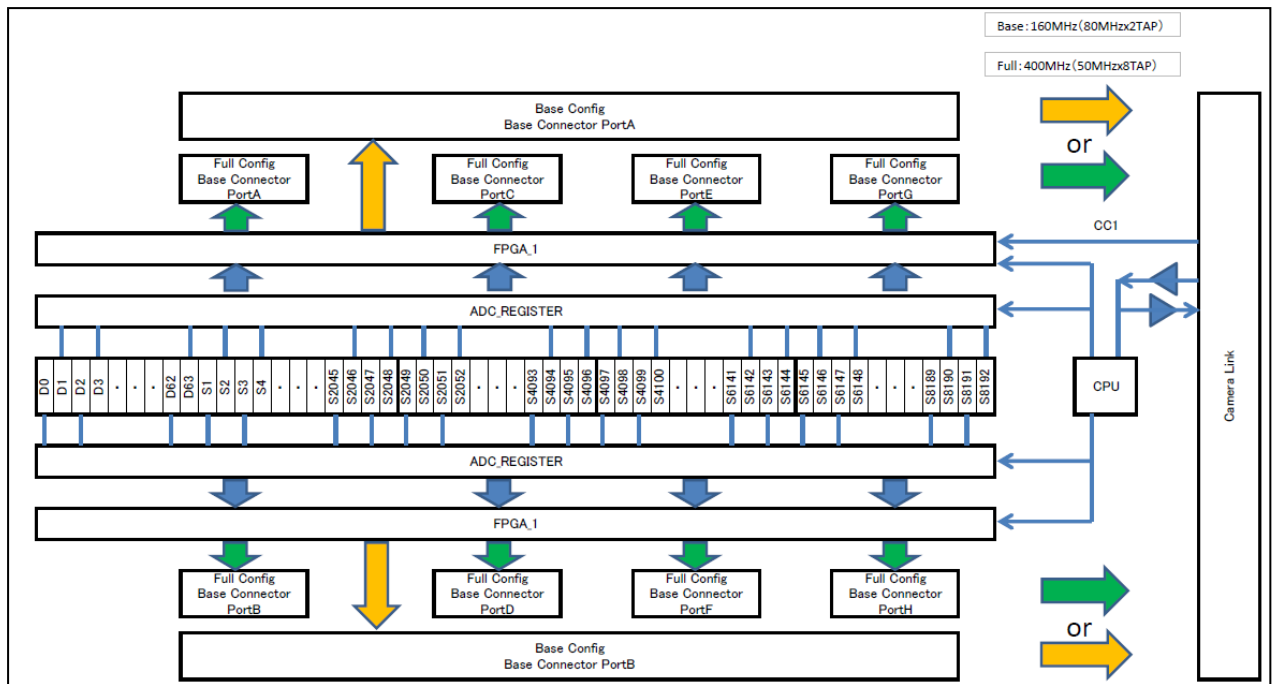 Base:160MHz(80MHzx2TAP)
Full:400MHz(50MHzx8TAP)
Base Config
Base Connector PortA
or
Full Config
Base Connector
PortA
Full Config
Base Connector
PortC
Full Config
Base Connector
PortE
Full Config
Base Connector
PortG
CC1
FPGA_1
ADC_REGISTER
D0
D1
D2
D3
・
・
・
D62
D63
S1
S2
S3
S4
・
・
・
S2045
S2046
S2047
S2048
S2049
S2050
S2051
S2052
・
・
・
S4093
S4094
S4095
S4096
S4097
S4098
S4099
S4100
・
・
・
S6141
S6142
S6143
S6144
S6145
S6146
S6147
S6148
・
・
・
S8189
S8190
S8191
S8192
CPU
Camera Link
ADC_REGISTER
FPGA_1
Full Config
Base Connector
PortB
Full Config
Base Connector
PortD
Full Config
Base Connector
PortF
Full Config
Base Connector
PortH
or
Base Config
Base Connector PortB